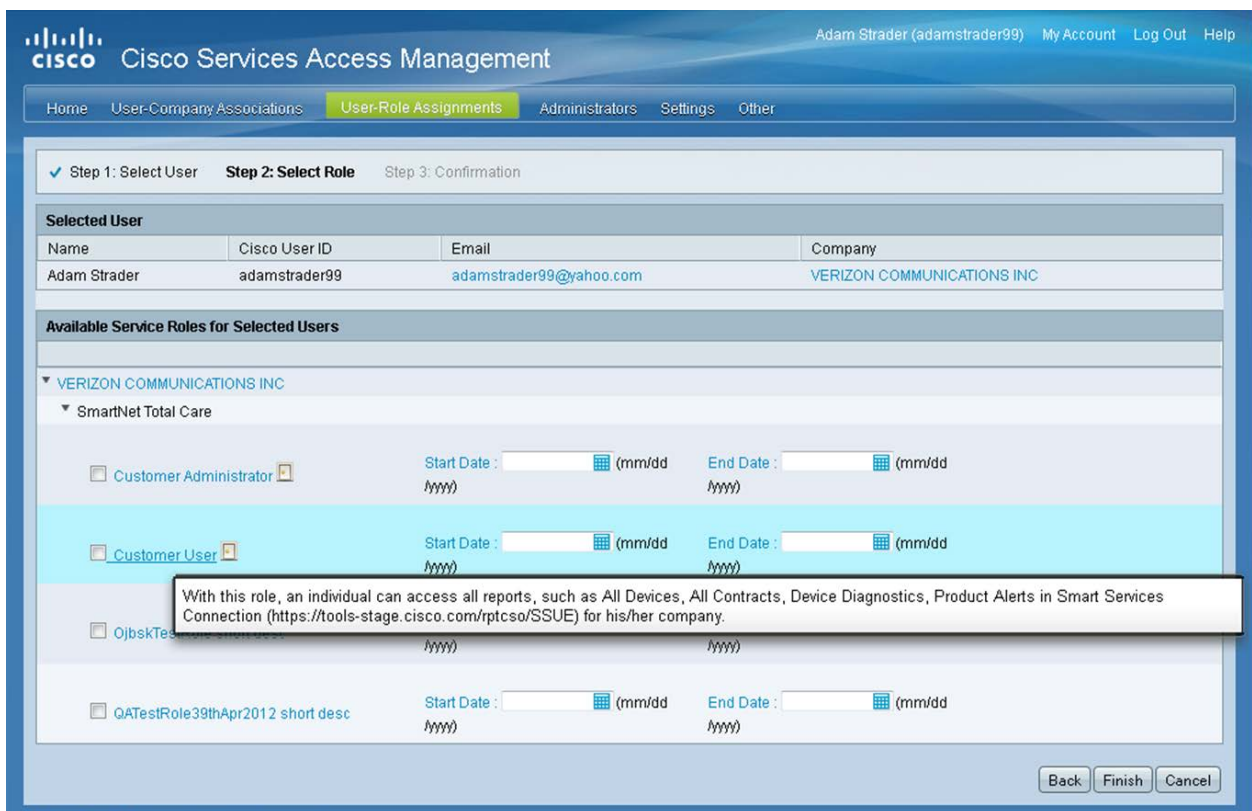 Adam Strader (adamstrader99) My Account Log Out Help
CISCO Cisco Services Access Management
Home User-Company Associations User-Role Assignments Administrators Settings Other
Step 1: Select User Step 2: Select Role Step 3: Confirmation
Selected User
Name Cisco User ID Email Company
Adam Strader adamstrader99 adamstrader99@yahoo.com VERIZON COMMUNICATIONS INC
Available Service Roles for Selected Users
VERIZON COMMUNICATIONS INC
SmartNet Total Care
Customer Administrator Start Date : (mm/dd End Date : (mm/dd
/yyyy) /yyyy)
Customer User Start Date : (mm/dd End Date : (mm/dd
/yyyy) /yyyy)
With this role, an individual can access all reports, such as All Devices, All Contracts, Device Diagnostics, Product Alerts in Smart Services
Connection (https://tools-stage.cisco.com/rptcso/SSUE) for his/her company.
/yyyy) /yyyy)
QATestRole39thApr2012 short desc Start Date : (mm/dd End Date : (mm/dd
/yyyy) /yyyy)
Back Finish Cancel